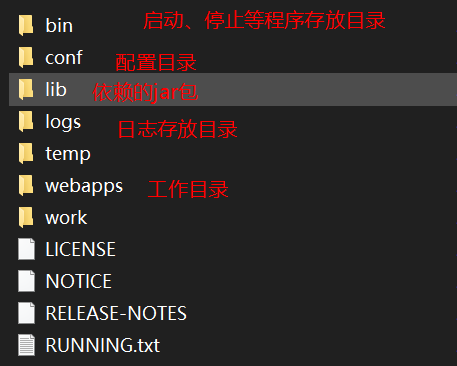 bin 启动、停止等程序存放目录
conf 配置目录
lib 依赖的jar包
logs 日志存放目录
temp
webapps 工作目录
work
LICENSE
NOTICE
RELEASE-NOTES
RUNNING.txt